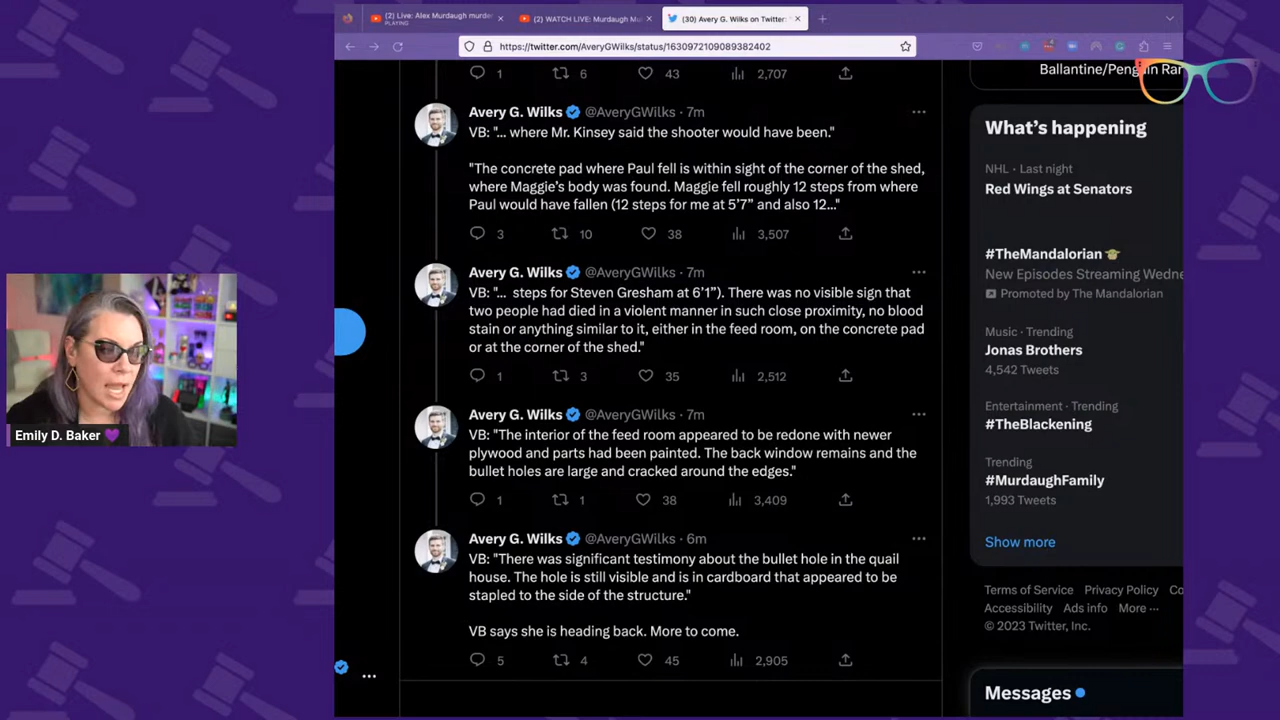 (2) Live: Alex Murdaugh murder
PLAYING
(2) WATCH LIVE: Murdaugh Mu
(30) Avery G. Wilks on Twitter:
https://twitter.com/AveryGWilks/status/1630972109089382402
1 6 43 2,707
Ballantine/Penguin Ran
Avery G. Wilks @AveryGWilks · 7m
VB: "... where Mr. Kinsey said the shooter would have been."
"The concrete pad where Paul fell is within sight of the corner of the shed,
where Maggie's body was found. Maggie fell roughly 12 steps from where
Paul would have fallen (12 steps for me at 5'7” and also 12..."
3 10 38 3,507
Avery G. Wilks @AveryGWilks · 7m
VB: "... steps for Steven Gresham at 6'1”). There was no visible sign that
two people had died in a violent manner in such close proximity, no blood
stain or anything similar to it, either in the feed room, on the concrete pad
or at the corner of the shed."
1 3 35 2,512
Avery G. Wilks @AveryGWilks · 7m
VB: "The interior of the feed room appeared to be redone with newer
plywood and parts had been painted. The back window remains and the
bullet holes are large and cracked around the edges."
1 1 38 3,409
Avery G. Wilks @AveryGWilks · 6m
VB: "There was significant testimony about the bullet hole in the quail
house. The hole is still visible and is in cardboard that appeared to be
stapled to the side of the structure."
VB says she is heading back. More to come.
5 4 45 2,905
What's happening
NHL · Last night
Red Wings at Senators
#TheMandalorian
New Episodes Streaming Wedne
Promoted by The Mandalorian
Music · Trending
Jonas Brothers
4,542 Tweets
Entertainment · Trending
#TheBlackening
Trending
#MurdaughFamily
1,993 Tweets
Show more
Terms of Service Privacy Policy Co
Accessibility Ads info More ···
© 2023 Twitter, Inc.
Messages
Emily D. Baker